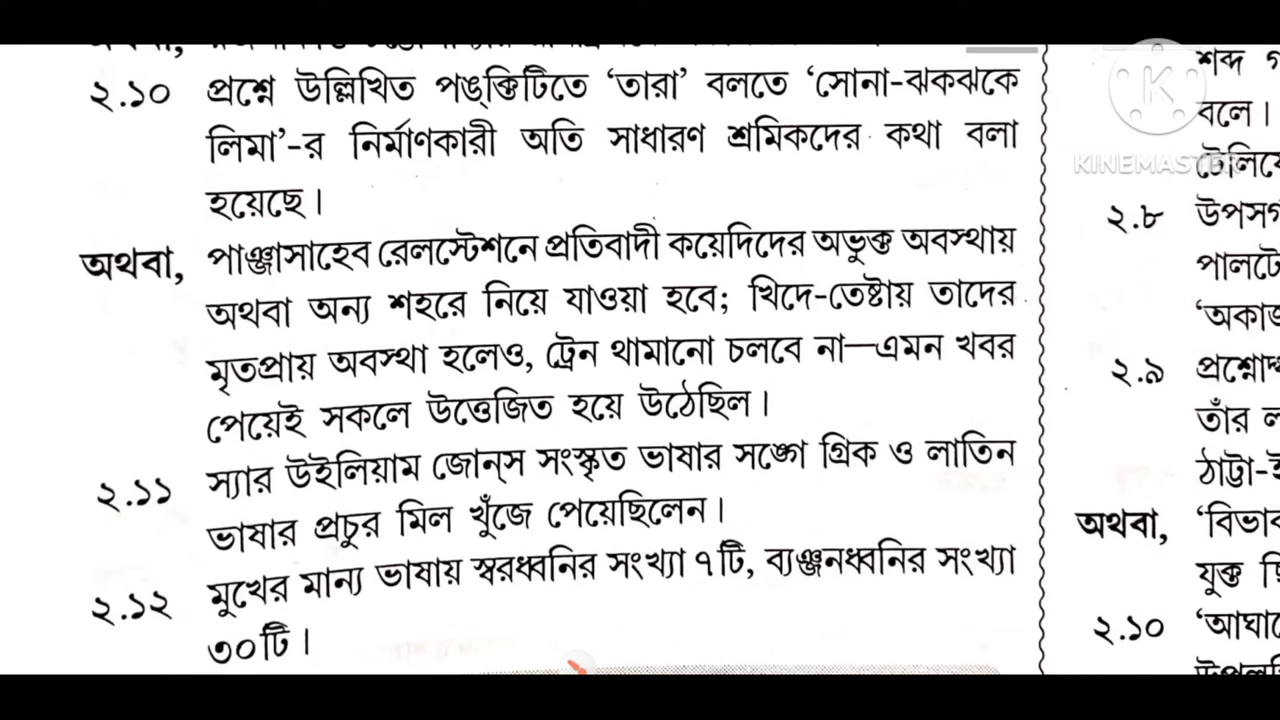 ২.১০ প্রশ্নে উল্লিখিত পঙ্‌ক্তিটিতে ‘তারা’ বলতে ‘সোনা-ঝকঝকে
লিমা’-র নির্মাণকারী অতি সাধারণ শ্রমিকদের কথা বলা
হয়েছে।
অথবা, পাঞ্জাসাহেব রেলস্টেশনে প্রতিবাদী কয়েদিদের অভুক্ত অবস্থায়
অথবা অন্য শহরে নিয়ে যাওয়া হবে; খিদে-তেষ্টায় তাদের
মৃতপ্রায় অবস্থা হলেও, ট্রেন থামানো চলবে না—এমন খবর
পেয়েই সকলে উত্তেজিত হয়ে উঠেছিল।
২.১১ স্যার উইলিয়াম জোন্‌স সংস্কৃত ভাষার সঙ্গে গ্রিক ও লাতিন
ভাষার প্রচুর মিল খুঁজে পেয়েছিলেন।
২.১২ মুখের মান্য ভাষায় স্বরধ্বনির সংখ্যা ৭টি, ব্যঞ্জনধ্বনির সংখ্যা
৩০টি।
শব্দ
বলে।
২.৮
পালটে
২.৯
তাঁর
অথবা,
যুক্ত
২.১০
KINEMASTER